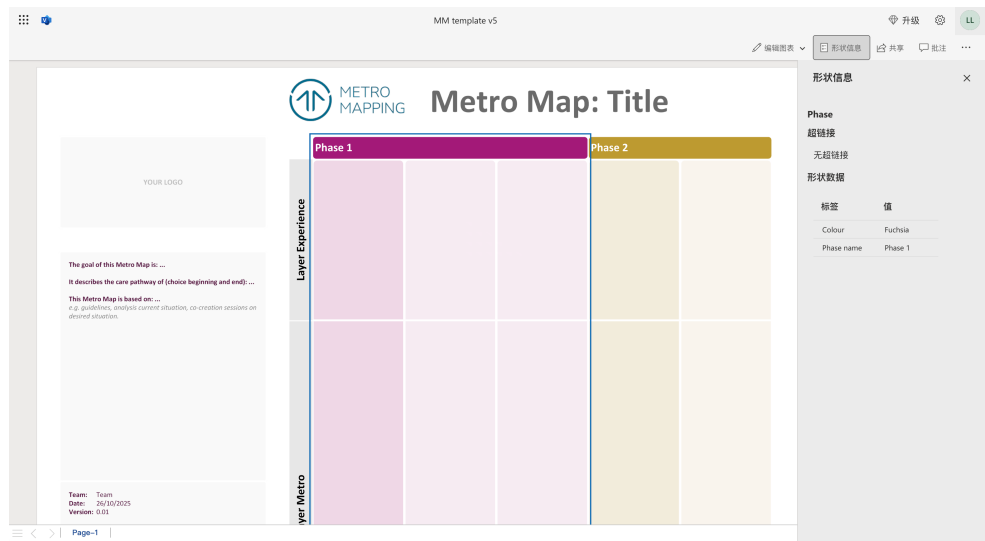 MM template v5
升级
LL
编辑图表
形状信息
共享
批注
METRO
MAPPING
Metro Map: Title
YOUR LOGO
Phase 1
Phase 2
Layer Experience
The goal of this Metro Map is: ...
It describes the care pathway of (choice beginning and end): ...
This Metro Map is based on: ...
e.g. guidelines, analysis current situation, co-creation sessions on
desired situation.
yer Metro
Team: Team
Date: 26/10/2025
Version: 0.01
Page-1
形状信息
Phase
超链接
无超链接
形状数据
标签 值
Colour Fuchsia
Phase name Phase 1